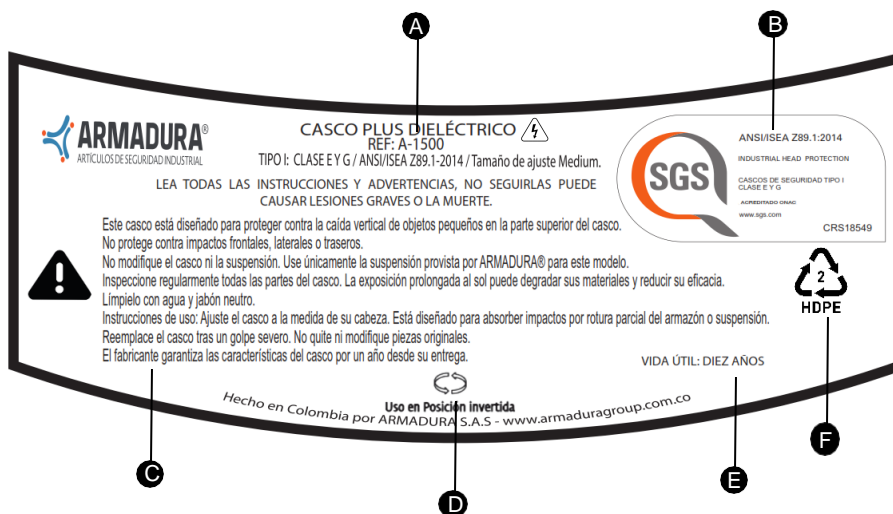 A
B
ARMADURA®
ARTÍCULOS DE SEGURIDAD INDUSTRIAL
CASCO PLUS DIELÉCTRICO
REF: A-1500
TIPO I: CLASE E Y G / ANSI/ISEA Z89.1-2014 / Tamaño de ajuste Medium.
LEA TODAS LAS INSTRUCCIONES Y ADVERTENCIAS, NO SEGUIRLAS PUEDE
CAUSAR LESIONES GRAVES O LA MUERTE.
SGS
ANSI/ISEA Z89.1:2014
INDUSTRIAL HEAD PROTECTION
CASCOS DE SEGURIDAD TIPO I
CLASE E Y G
ACREDITADO ONAC
www.sgs.com
CRS18549
Este casco está diseñado para proteger contra la caída vertical de objetos pequeños en la parte superior del casco.
No protege contra impactos frontales, laterales o traseros.
No modifique el casco ni la suspensión. Use únicamente la suspensión provista por ARMADURA® para este modelo.
Inspeccione regularmente todas las partes del casco. La exposición prolongada al sol puede degradar sus materiales y reducir su eficacia.
Límpielo con agua y jabón neutro.
Instrucciones de uso: Ajuste el casco a la medida de su cabeza. Está diseñado para absorber impactos por rotura parcial del armazón o suspensión.
Reemplace el casco tras un golpe severo. No quite ni modifique piezas originales.
El fabricante garantiza las características del casco por un año desde su entrega.
2
HDPE
VIDA ÚTIL: DIEZ AÑOS
Uso en Posición invertida
Hecho en Colombia por ARMADURA S.A.S - www.armaduragroup.com.co
C
D
E
F